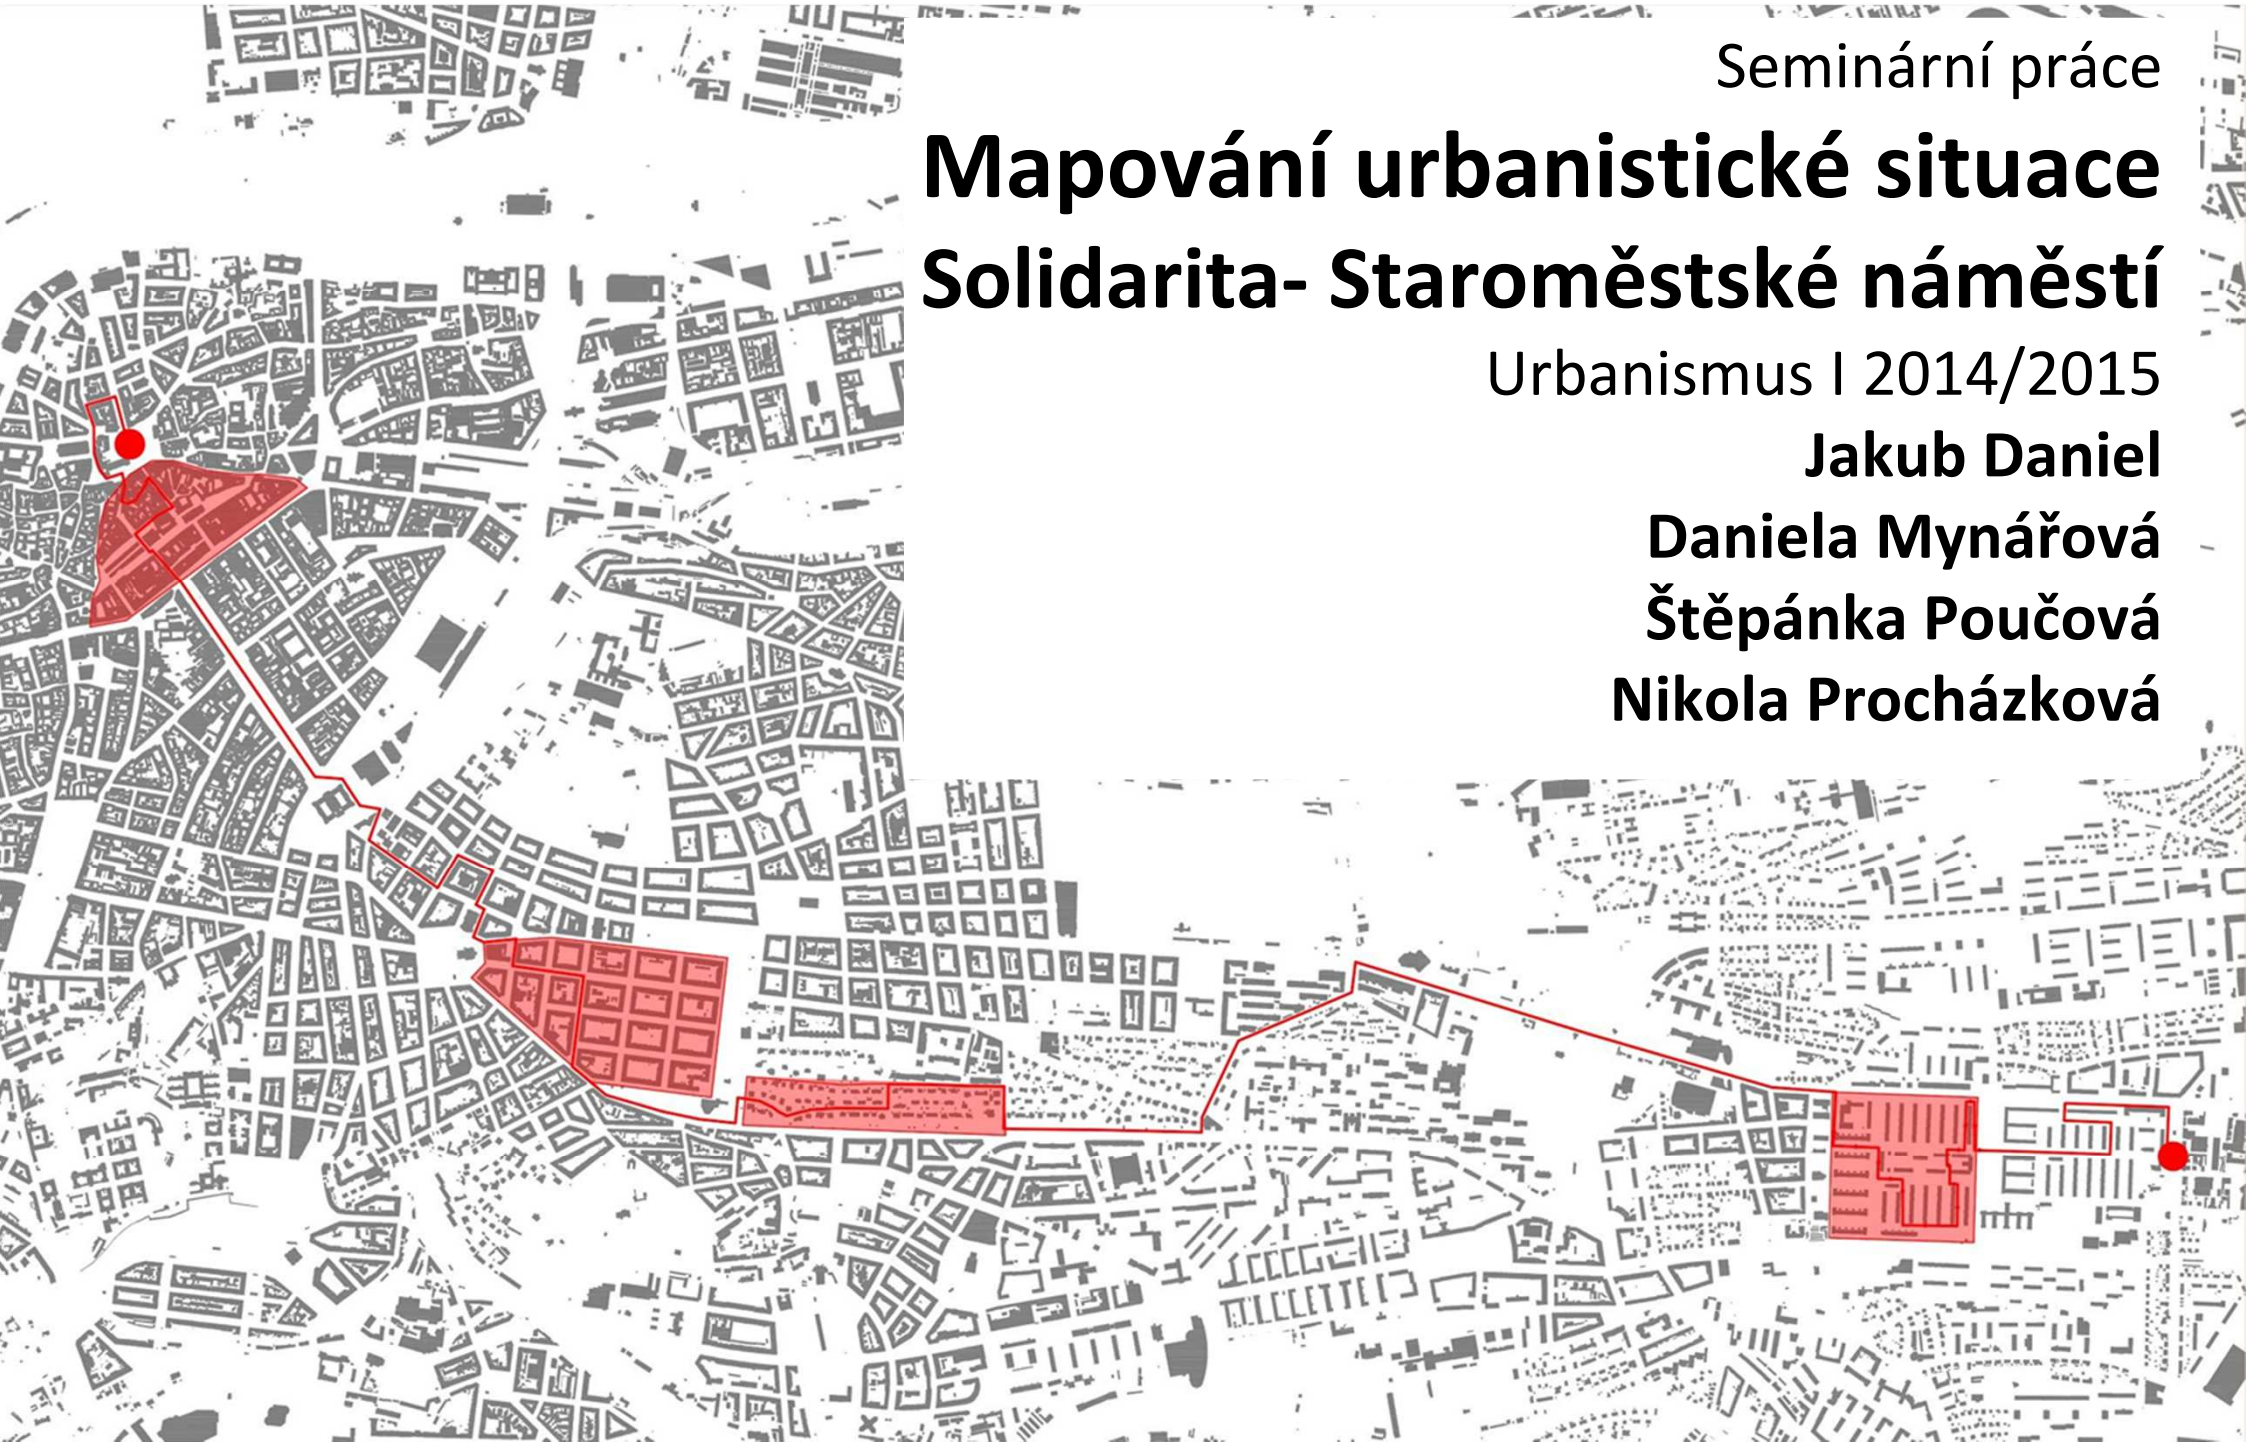 Seminární práce
Mapování urbanistické situace
Solidarita- Staroměstské náměstí
Urbanismus I 2014/2015
Jakub Daniel
Daniela Mynářová
Štěpánka Poučová
Nikola Procházková